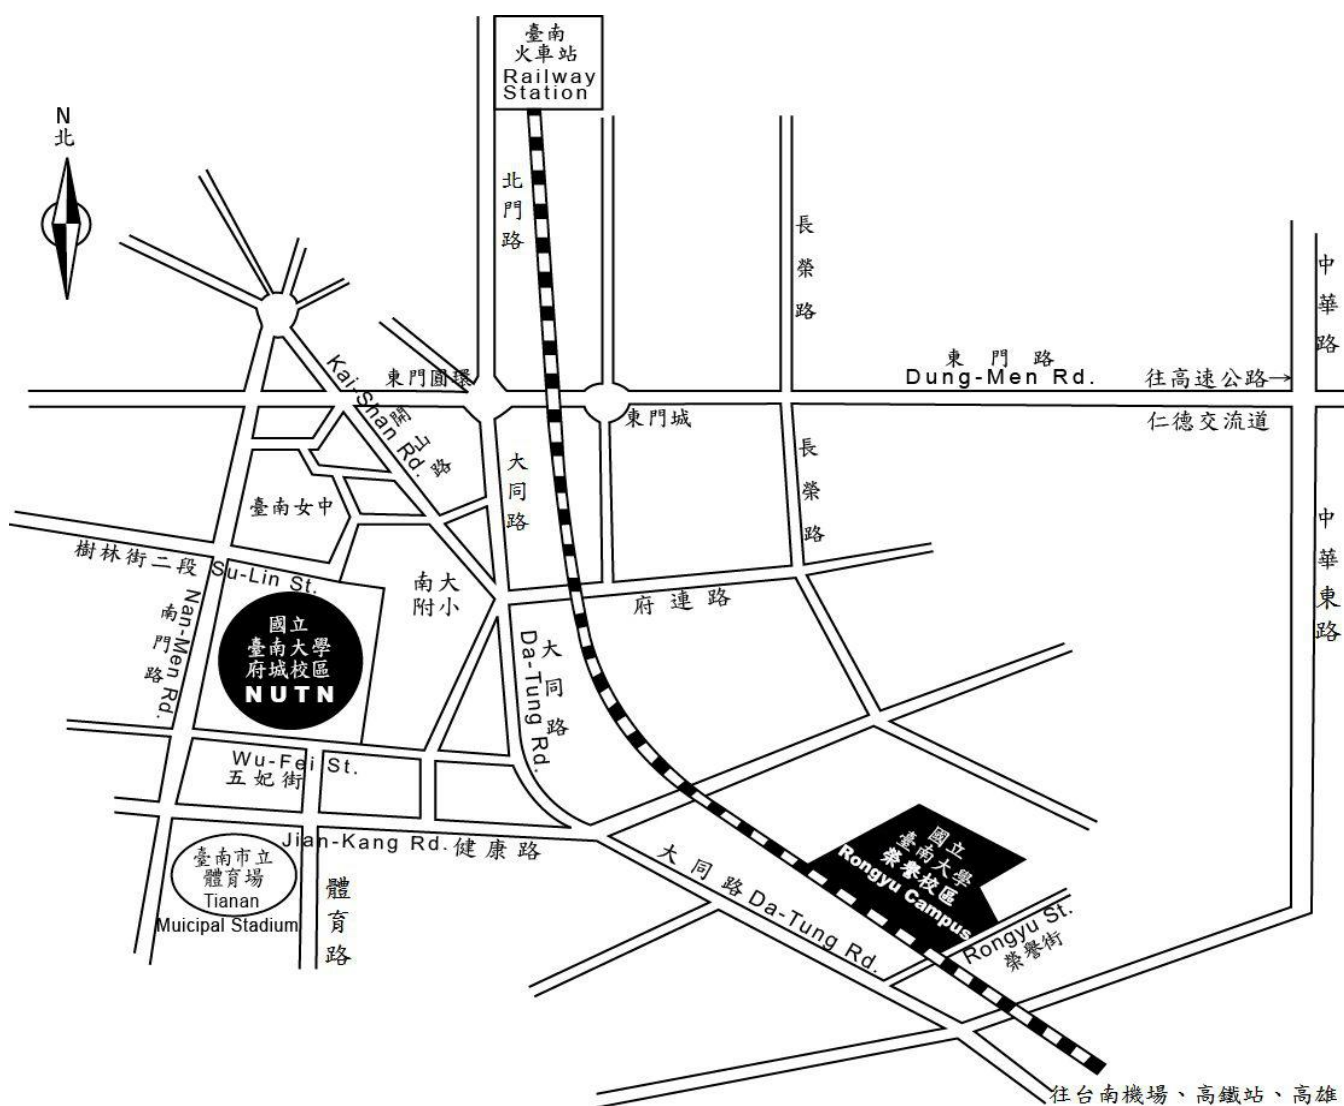 臺南
火車站
Railway
Station
N
北
北門路
長榮路
中華路
東門路
Dung-Men Rd.
往高速公路→
仁德交流道
東門圓環
東門城
Kai-Shan Rd.
開山路
大同路
長榮路
中華東路
臺南女中
樹林街二段
Su-Lin St.
南大
附小
府連路
南門路
Nan-Men Rd.
國立
臺南大學
府城校區
NUTN
大同路
Da-Tung Rd.
Wu-Fei St.
五妃街
Jian-Kang Rd. 健康路
臺南市立
體育場
Tianan
Muicipal Stadium
體育路
大同路 Da-Tung Rd.
國立
臺南大學
榮譽校區
Rongyu Campus
Rongyu St.
榮譽街
往台南機場、高鐵站、高雄